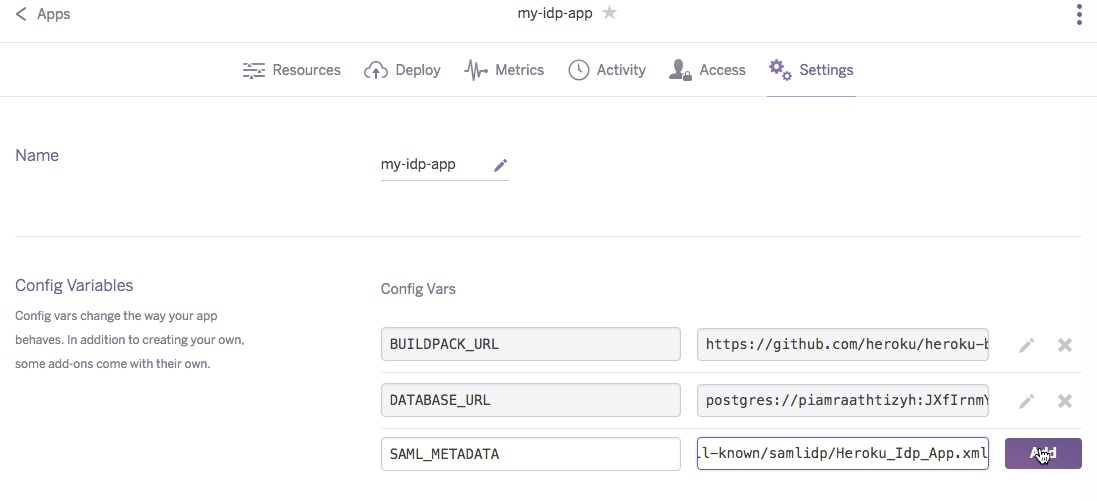 Apps
my-idp-app
Resources Deploy Metrics Activity Access Settings
Name
my-idp-app
Config Variables
Config vars change the way your app
behaves. In addition to creating your own,
some add-ons come with their own.
Config Vars
BUILDPACK_URL https://github.com/heroku/heroku-b
DATABASE_URL postgres://piamraathtizyh:JXfIrnmY
SAML_METADATA ll-known/samlidp/Heroku_Idp_App.xml Add